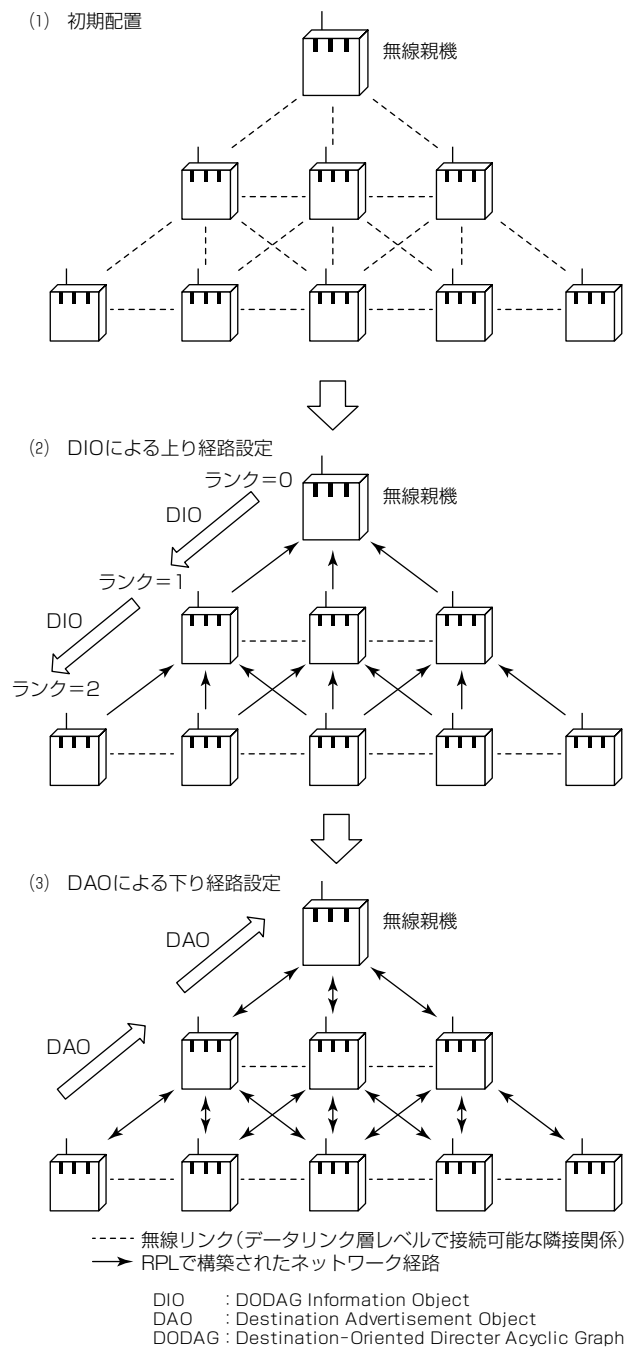 (1) 初期配置
無線親機
(2) DIOによる上り経路設定
ランク=0
無線親機
DIO
ランク=1
DIO
ランク=2
(3) DAOによる下り経路設定
無線親機
DAO
DAO
無線リンク(データリンク層レベルで接続可能な隣接関係)
RPLで構築されたネットワーク経路
DIO : DODAG Information Object
DAO : Destination Advertisement Object
DODAG : Destination-Oriented Directer Acyclic Graph